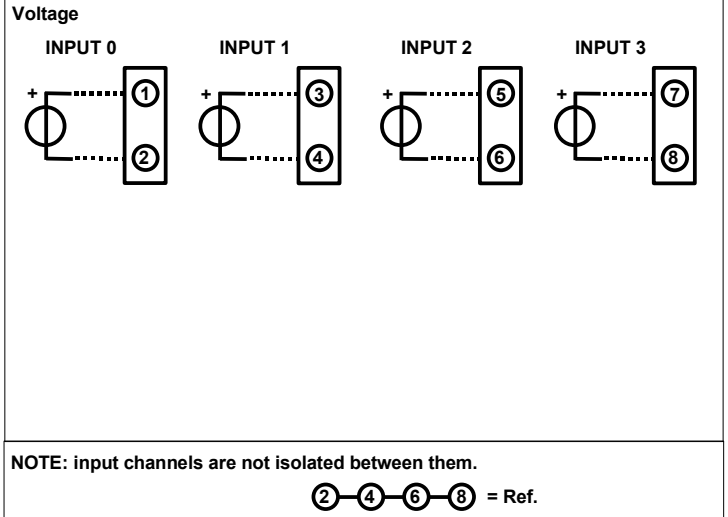 Voltage
INPUT 0 INPUT 1 INPUT 2 INPUT 3
+ 1 + 3 + 5 + 7
2 4 6 8
NOTE: input channels are not isolated between them.
2 4 6 8 = Ref.